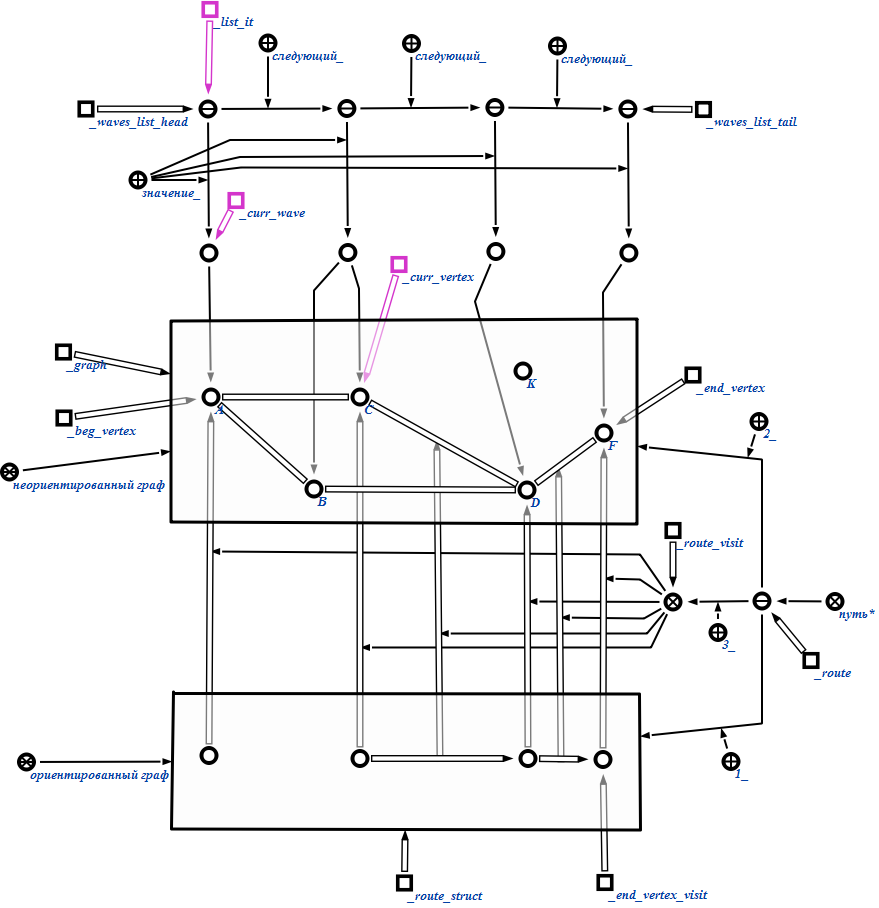 _list_it
следующий_
следующий_
следующий_
_waves_list_head
_waves_list_tail
значение_
_curr_wave
_curr_vertex
_graph
K
_end_vertex
A
C
_beg_vertex
2_
F
неориентированный граф
B
D
_route_visit
путь*
3_
_route
ориентированный граф
1_
_route_struct
_end_vertex_visit